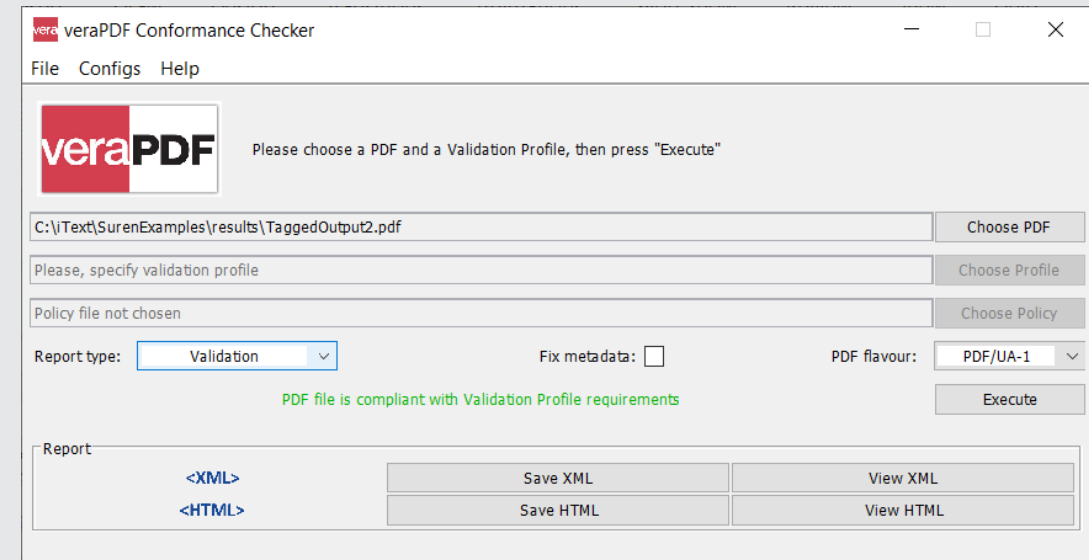 vera veraPDF Conformance Checker
File Configs Help
veraPDF
Please choose a PDF and a Validation Profile, then press "Execute"
C:\iText\SurenExamples\results\TaggedOutput2.pdf Choose PDF
Please, specify validation profile Choose Profile
Policy file not chosen Choose Policy
Report type: Validation Fix metadata: PDF flavour: PDF/UA-1
PDF file is compliant with Validation Profile requirements Execute
Report
<XML> Save XML View XML
<HTML> Save HTML View HTML